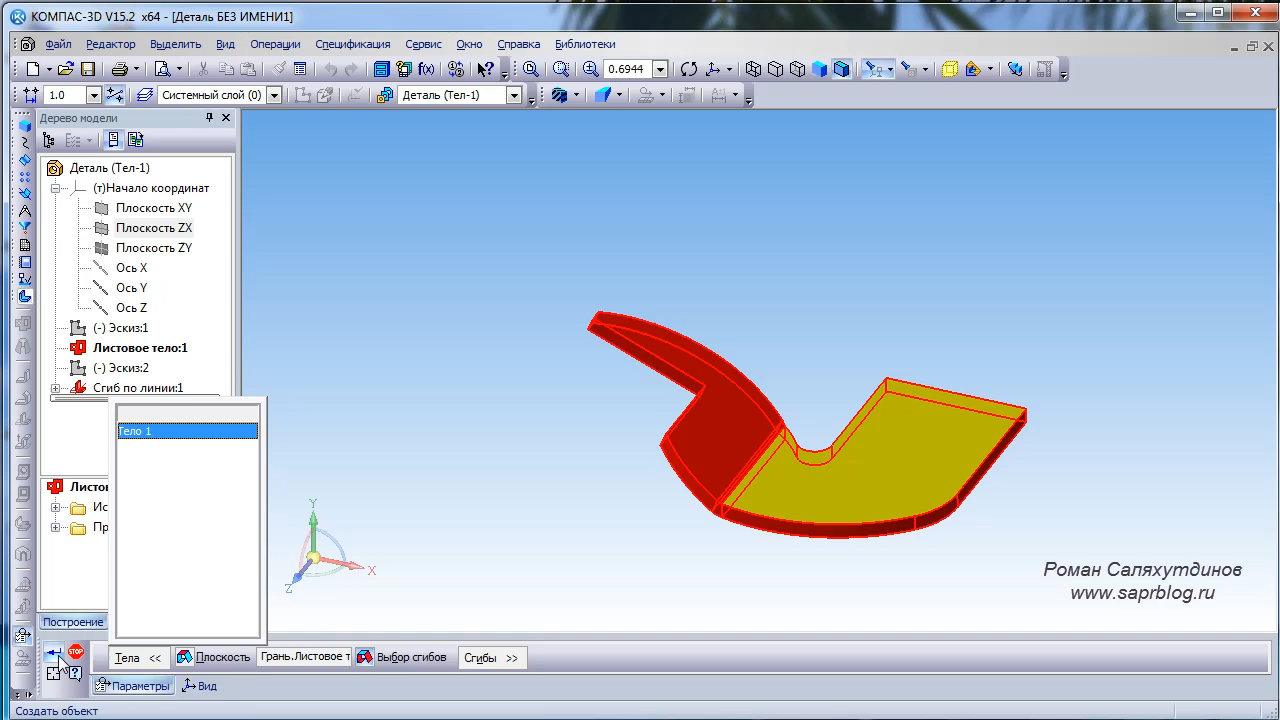 КОМПАС-3D V15.2 x64 - [Деталь БЕЗ ИМЕНИ1]
Файл Редактор Выделить Вид Операции Спецификация Сервис Окно Справка Библиотеки
f(x) 0.6944
1.0 Системный слой (0) Деталь (Тел-1)
Дерево модели
Деталь (Тел-1)
(т)Начало координат
Плоскость XY
Плоскость ZX
Плоскость ZY
Ось X
Ось Y
Ось Z
(-) Эскиз:1
Листовое тело:1
(-) Эскиз:2
Сгиб по линии:1
Тело 1
Листов
Ис
Пр
Y
X
Z
Роман Саляхутдинов
www.saprblog.ru
Построение
STOP
Тела << Плоскость Грань.Листовое т Выбор сгибов Сгибы >>
Параметры Вид
Создать объект